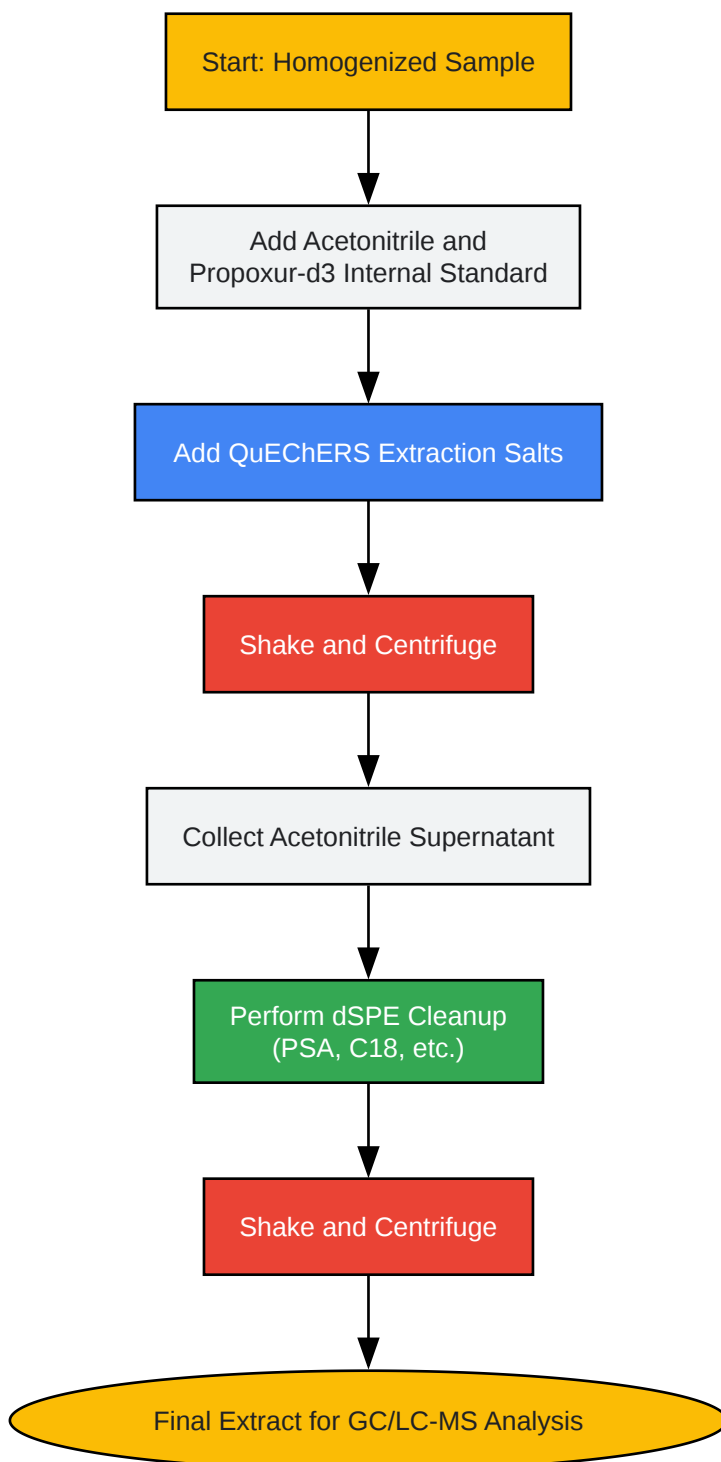 Start: Homogenized Sample
Add Acetonitrile and
Propoxur-d3 Internal Standard
Add QuEChERS Extraction Salts
Shake and Centrifuge
Collect Acetonitrile Supernatant
Perform dSPE Cleanup
(PSA, C18, etc.)
Shake and Centrifuge
Final Extract for GC/LC-MS Analysis